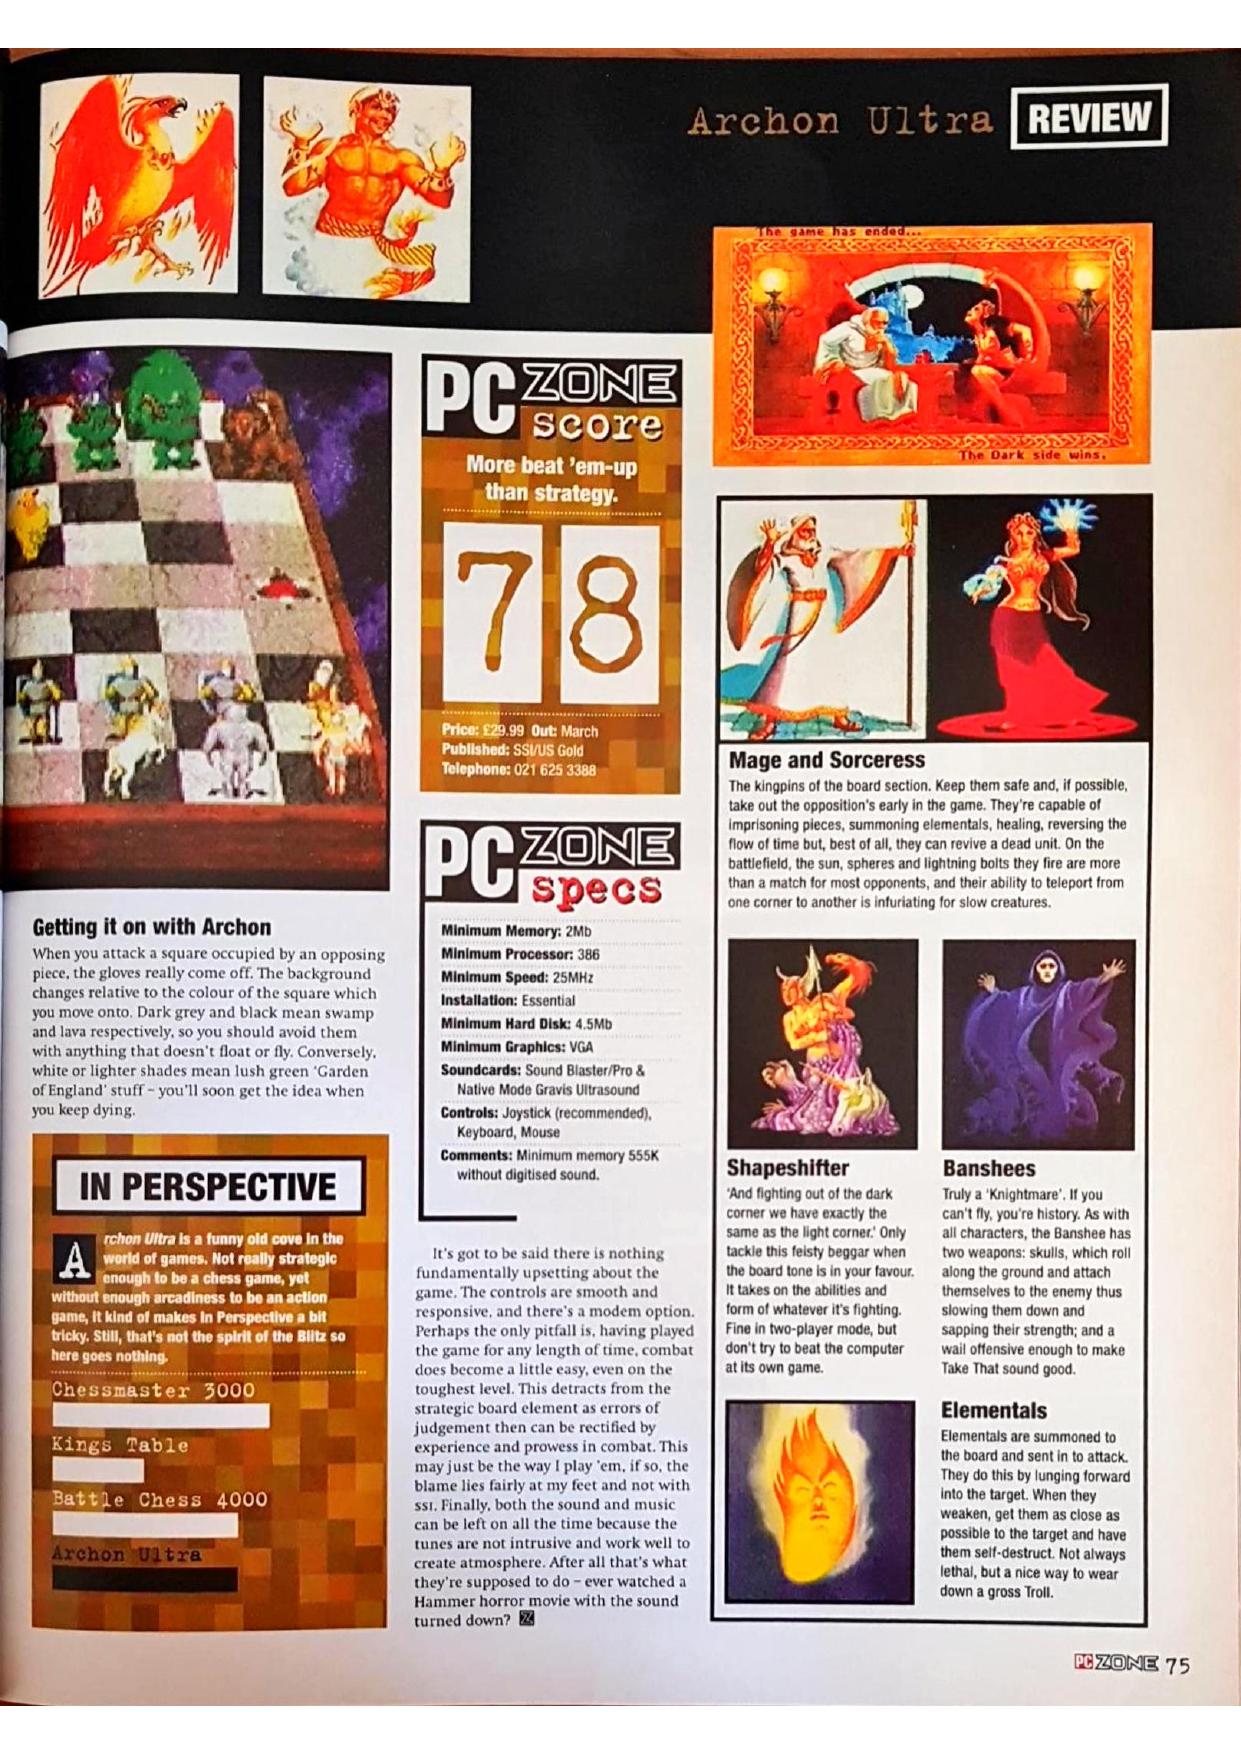 Archon Ultra REVIEW
The game has ended...
The Dark side wins.
Getting it on with Archon
When you attack a square occupied by an opposing
piece, the gloves really come off. The background
changes relative to the colour of the square which
you move onto. Dark grey and black mean swamp
and lava respectively, so you should avoid them
with anything that doesn't float or fly. Conversely,
white or lighter shades mean lush green 'Garden
of England' stuff – you'll soon get the idea when
you keep dying.
IN PERSPECTIVE
Archon Ultra is a funny old cove in the
world of games. Not really strategic
enough to be a chess game, yet
without enough arcadiness to be an action
game, it kind of makes In Perspective a bit
tricky. Still, that's not the spirit of the Blitz so
here goes nothing.
Chessmaster 3000
Kings Table
Battle Chess 4000
Archon Ultra
PC ZONE
score
More beat 'em-up
than strategy.
78
Price: £29.99 Out: March
Published: SSI/US Gold
Telephone: 021 625 3388
PC ZONE
specs
Minimum Memory: 2Mb
Minimum Processor: 386
Minimum Speed: 25MHz
Installation: Essential
Minimum Hard Disk: 4.5Mb
Minimum Graphics: VGA
Soundcards: Sound Blaster/Pro &
Native Mode Gravis Ultrasound
Controls: Joystick (recommended),
Keyboard, Mouse
Comments: Minimum memory 555K
without digitised sound.
It's got to be said there is nothing
fundamentally upsetting about the
game. The controls are smooth and
responsive, and there's a modem option.
Perhaps the only pitfall is, having played
the game for any length of time, combat
does become a little easy, even on the
toughest level. This detracts from the
strategic board element as errors of
judgement then can be rectified by
experience and prowess in combat. This
may just be the way I play 'em, if so, the
blame lies fairly at my feet and not with
SSI. Finally, both the sound and music
can be left on all the time because the
tunes are not intrusive and work well to
create atmosphere. After all that's what
they're supposed to do – ever watched a
Hammer horror movie with the sound
turned down? Z
Mage and Sorceress
The kingpins of the board section. Keep them safe and, if possible,
take out the opposition's early in the game. They're capable of
imprisoning pieces, summoning elementals, healing, reversing the
flow of time but, best of all, they can revive a dead unit. On the
battlefield, the sun, spheres and lightning bolts they fire are more
than a match for most opponents, and their ability to teleport from
one corner to another is infuriating for slow creatures.
Shapeshifter
'And fighting out of the dark
corner we have exactly the
same as the light corner.' Only
tackle this feisty beggar when
the board tone is in your favour.
It takes on the abilities and
form of whatever it's fighting.
Fine in two-player mode, but
don't try to beat the computer
at its own game.
Banshees
Truly a 'Knightmare'. If you
can't fly, you're history. As with
all characters, the Banshee has
two weapons: skulls, which roll
along the ground and attach
themselves to the enemy thus
slowing them down and
sapping their strength; and a
wail offensive enough to make
Take That sound good.
Elementals
Elementals are summoned to
the board and sent in to attack.
They do this by lunging forward
into the target. When they
weaken, get them as close as
possible to the target and have
them self-destruct. Not always
lethal, but a nice way to wear
down a gross Troll.
PC ZONE 75